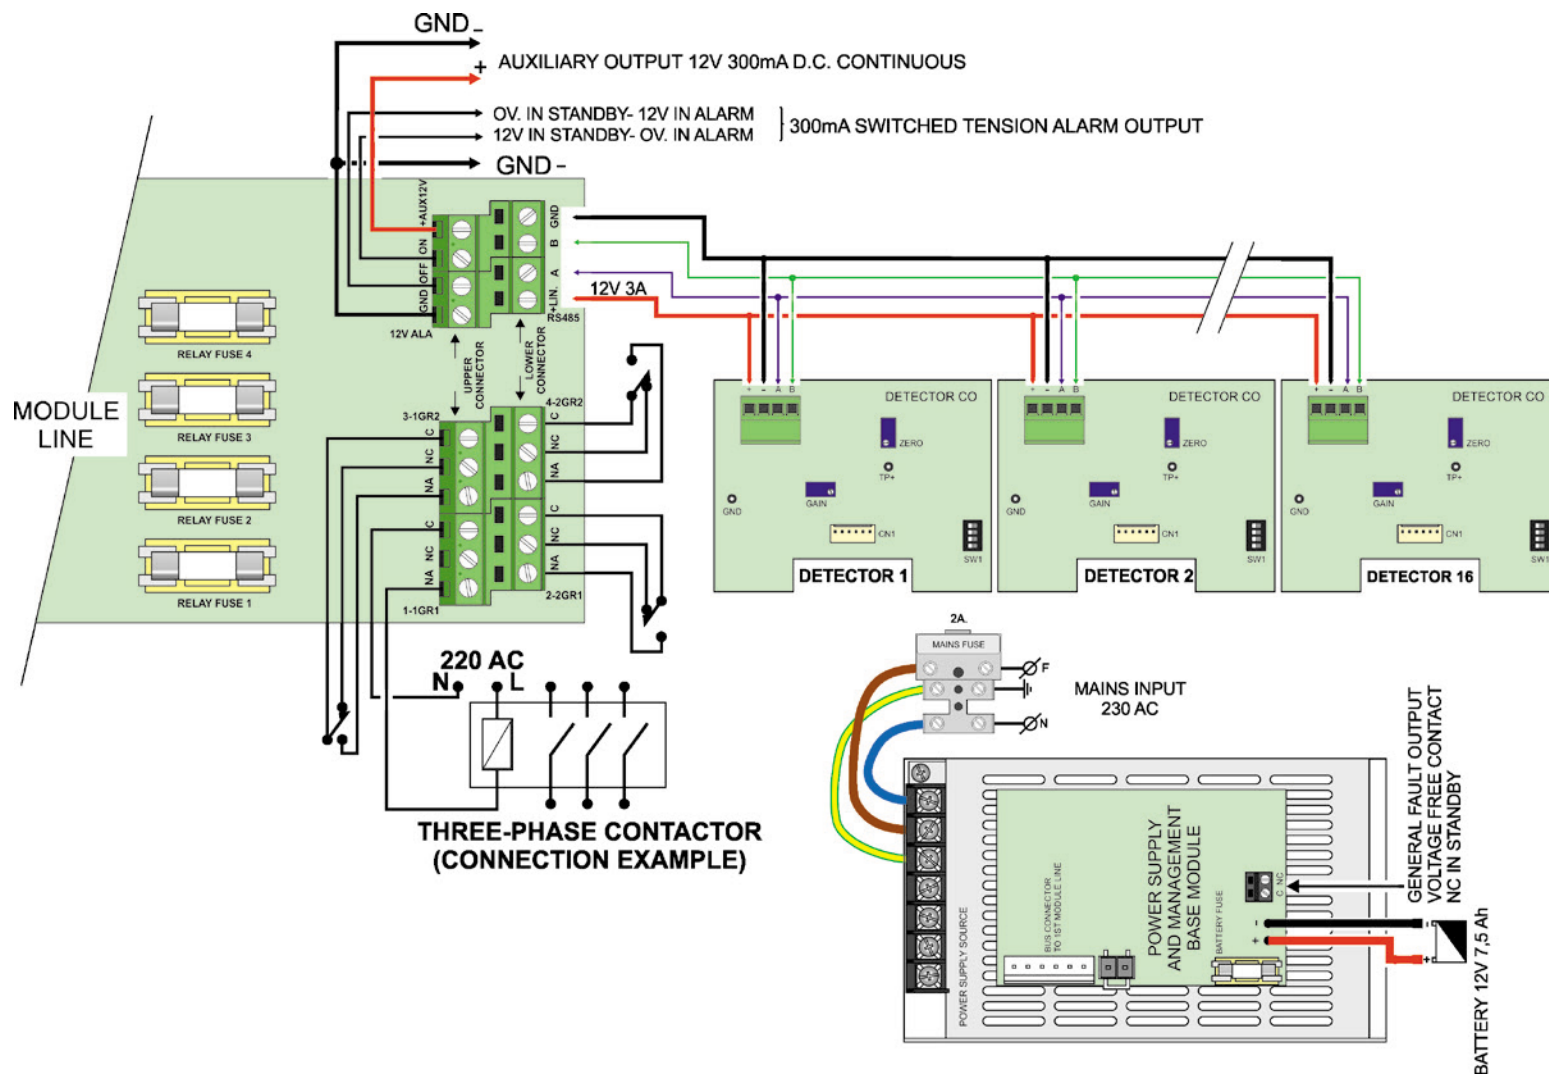 GND -
+ AUXILIARY OUTPUT 12V 300mA D.C. CONTINUOUS
OV. IN STANDBY- 12V IN ALARM
12V IN STANDBY- OV. IN ALARM
300mA SWITCHED TENSION ALARM OUTPUT
GND -
MODULE
LINE
RELAY FUSE 4
RELAY FUSE 3
RELAY FUSE 2
RELAY FUSE 1
+AUX12V
ON
OFF
GND
12V ALA
GND
B
A
+LIN.
RS485
12V 3A
UPPER
CONNECTOR
LOWER
CONNECTOR
3-1GR2
C
NC
NA
C
NC
NA
1-1GR1
4-2GR2
C
NC
NA
C
NC
NA
2-2GR1
220 AC
N
L
THREE-PHASE CONTACTOR
(CONNECTION EXAMPLE)
+ - A B
DETECTOR CO
ZERO
TP+
GAIN
GND
CN1
SW1
DETECTOR 1
+ - A B
DETECTOR CO
ZERO
TP+
GAIN
GND
CN1
SW1
DETECTOR 2
+ - A B
DETECTOR CO
ZERO
TP+
GAIN
GND
CN1
SW1
DETECTOR 16
2A.
MAINS FUSE
F
N
MAINS INPUT
230 AC
POWER SUPPLY SOURCE
BUS CONNECTOR
TO 1ST MODULE LINE
POWER SUPPLY
AND MANAGEMENT
BASE MODULE
BATTERY FUSE
C NC
- +
GENERAL FAULT OUTPUT
VOLTAGE FREE CONTACT
NC IN STANDBY
- +
BATTERY 12V 7,5 Ah